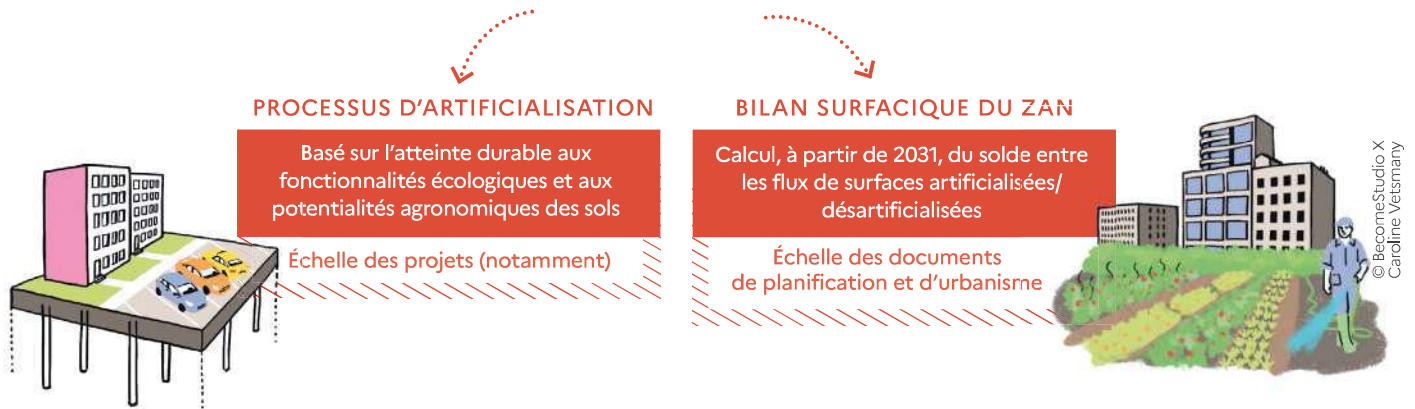 PROCESSUS D'ARTIFICIALISATION
Basé sur l'atteinte durable aux
fonctionnalités écologiques et aux
potentialités agronomiques des sols
Échelle des projets (notamment)
BILAN SURFACIQUE DU ZAN
Calcul, à partir de 2031, du solde entre
les flux de surfaces artificialisées/
désartificialisées
Échelle des documents
de planification et d'urbanisme
© BecomeStudio X
Caroline Vetsmany